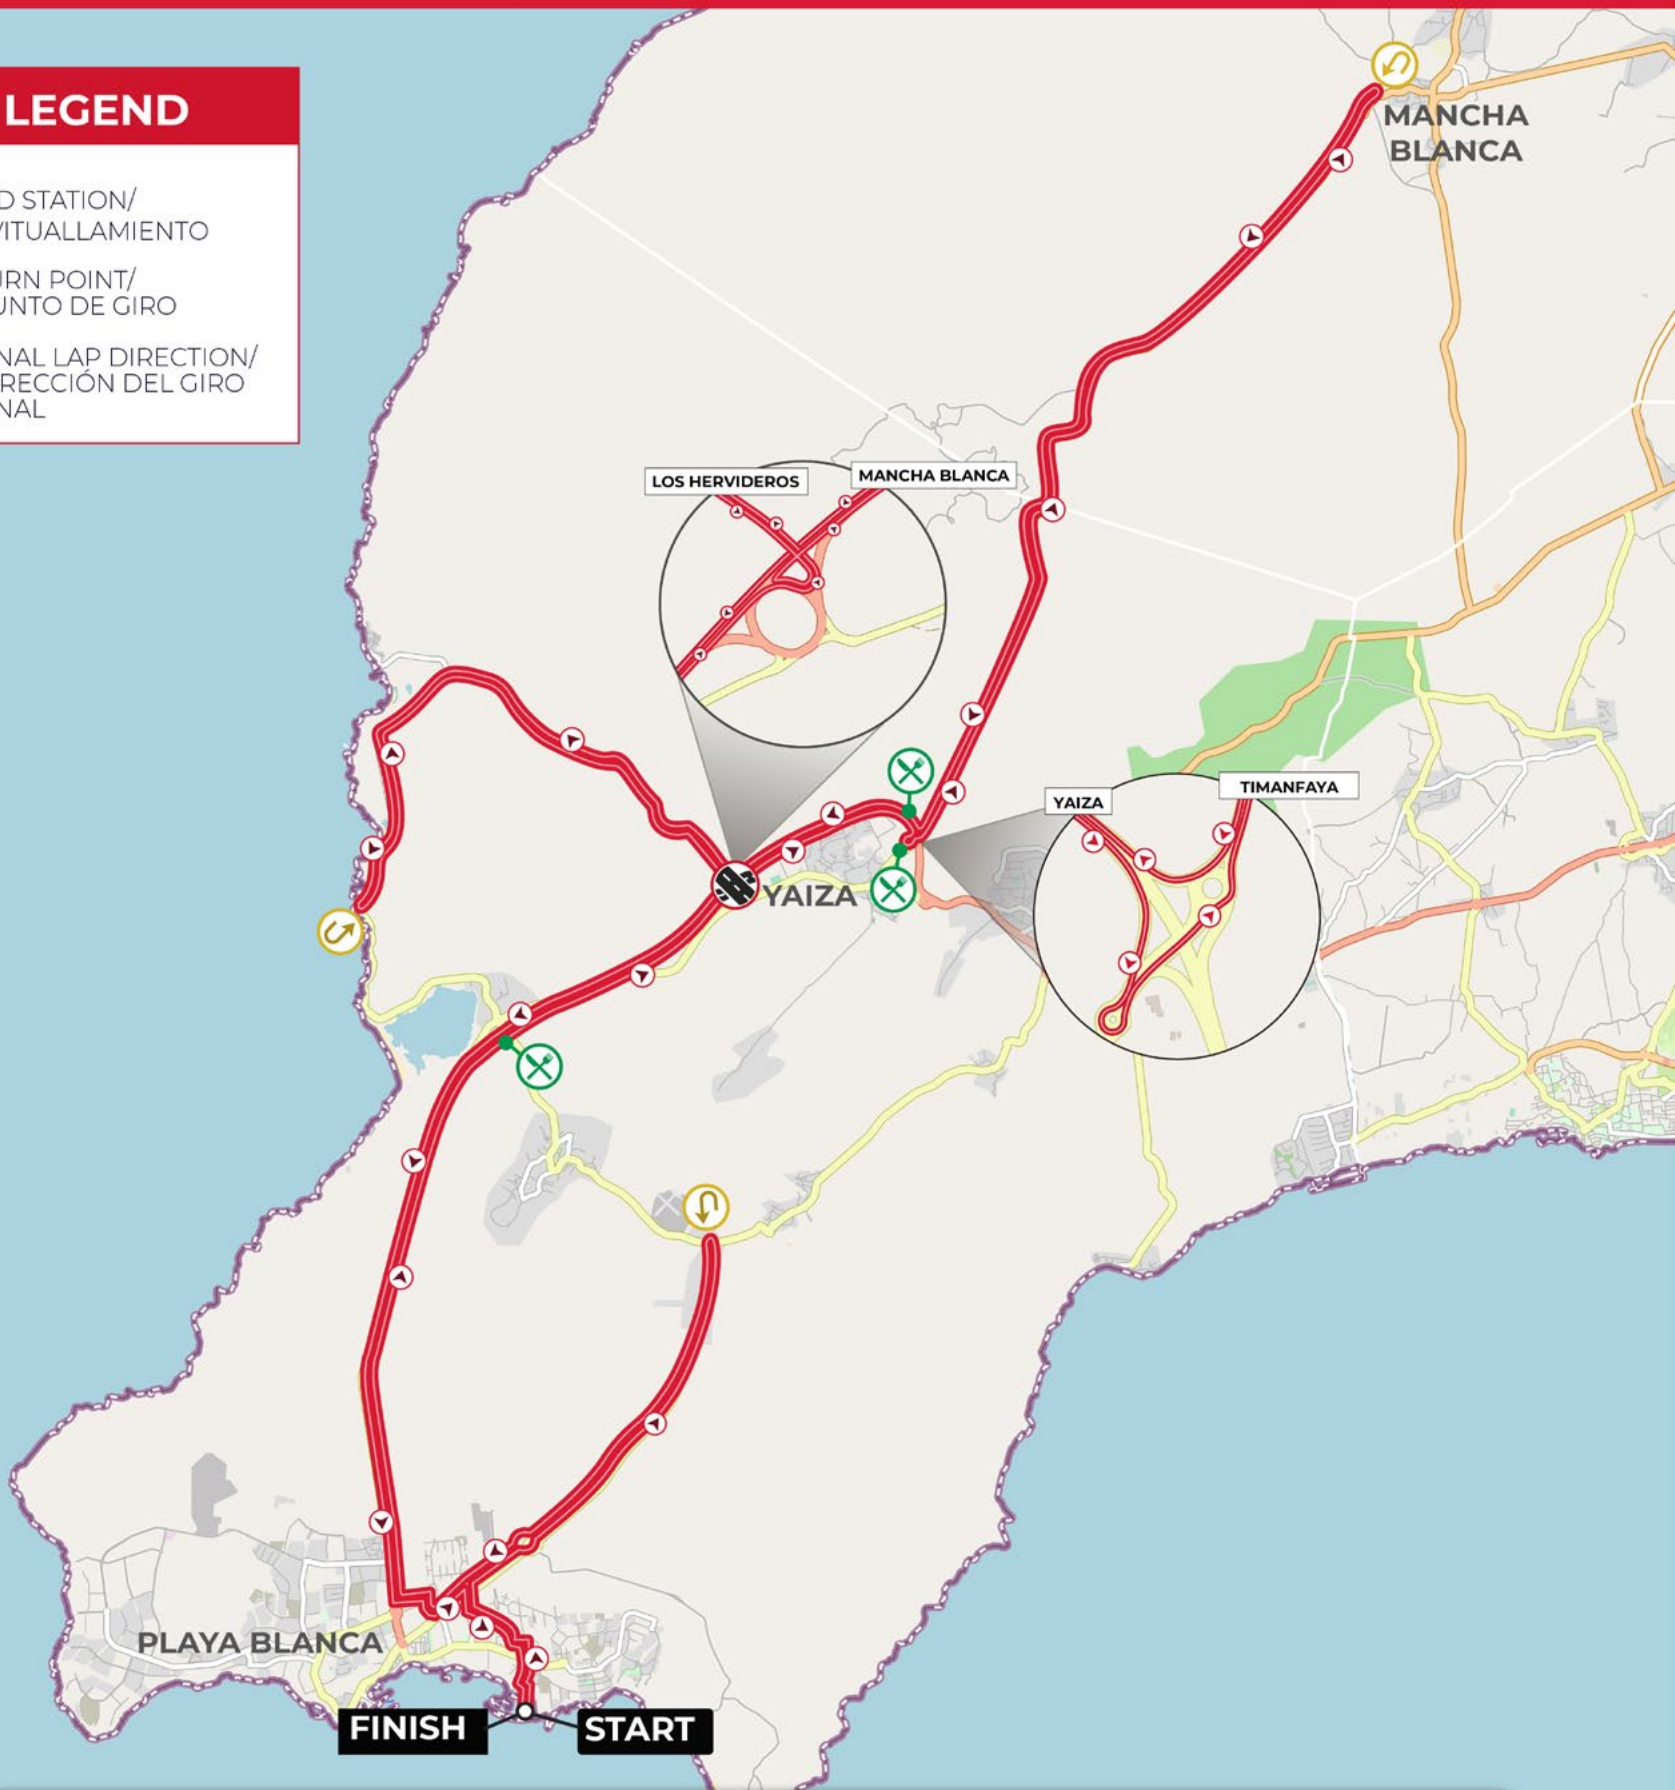 LEGEND
D STATION/
VITUALLAMIENTO
URN POINT/
UNTO DE GIRO
NAL LAP DIRECTION/
RECCIÓN DEL GIRO
NAL
MANCHA
BLANCA
LOS HERVIDEROS
MANCHA BLANCA
YAIZA
TIMANFAYA
YAIZA
PLAYA BLANCA
FINISH
START